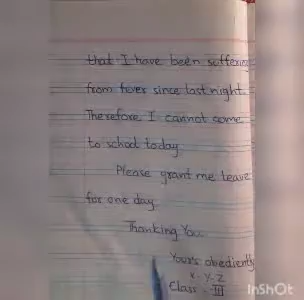 that I have been suffering
from fever since last night.
Therefore I cannot come
to school today.
Please grant me leave
for one day.
Thanking You.
Your's obediently
X-Y-Z
Class - III
InShOt